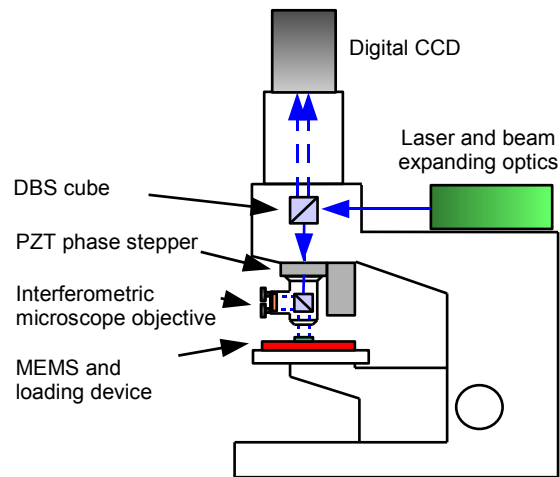 Digital CCD
Laser and beam
expanding optics
DBS cube
PZT phase stepper
Interferometric
microscope objective
MEMS and
loading device